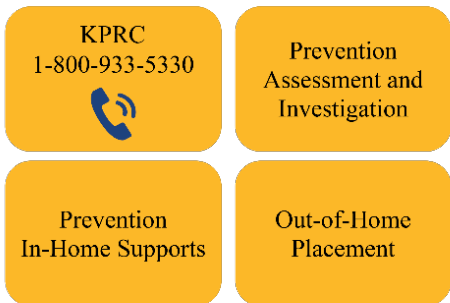 KPRC
1-800-933-5330
Prevention
Assessment and
Investigation
Prevention
In-Home Supports
Out-of-Home
Placement